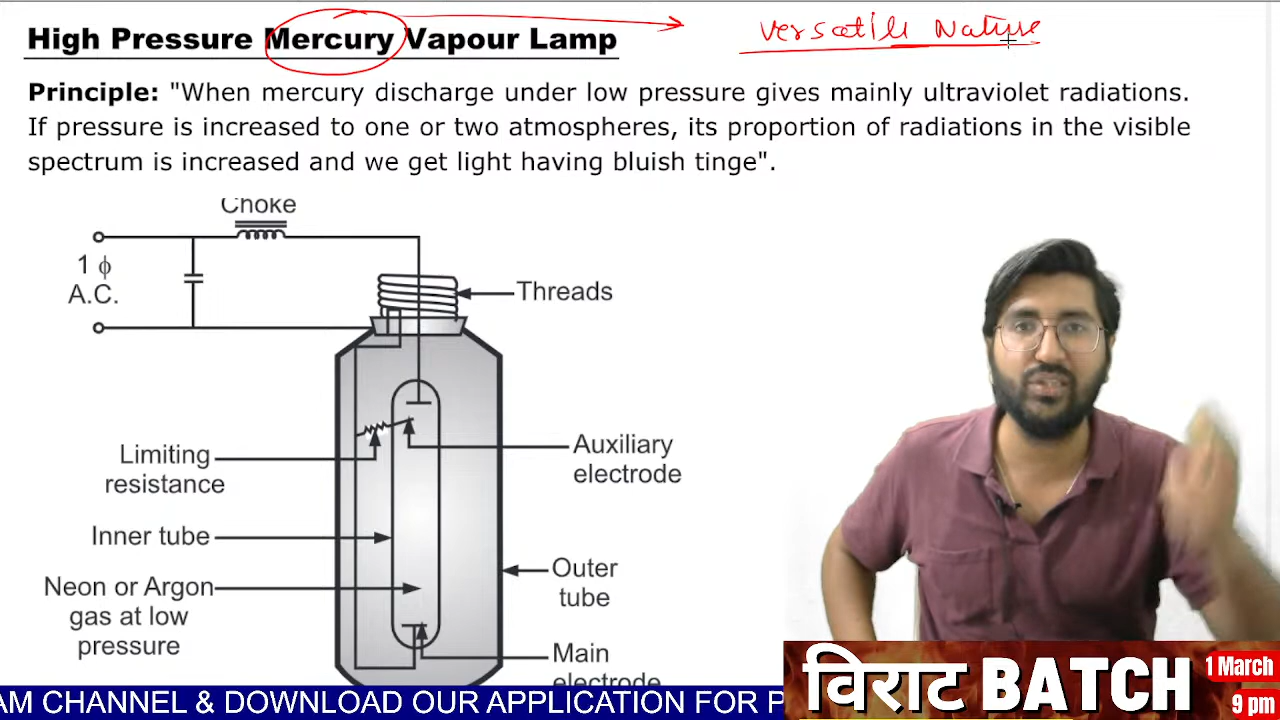 High Pressure Mercury Vapour Lamp
versatile Nature
Principle: "When mercury discharge under low pressure gives mainly ultraviolet radiations.
If pressure is increased to one or two atmospheres, its proportion of radiations in the visible
spectrum is increased and we get light having bluish tinge".
Choke
1 ϕ
A.C.
Threads
Limiting
resistance
Auxiliary
electrode
Inner tube
Outer
tube
Neon or Argon
gas at low
pressure
Main
electrode
विराट BATCH
1 March
9 pm
AM CHANNEL & DOWNLOAD OUR APPLICATION FOR P